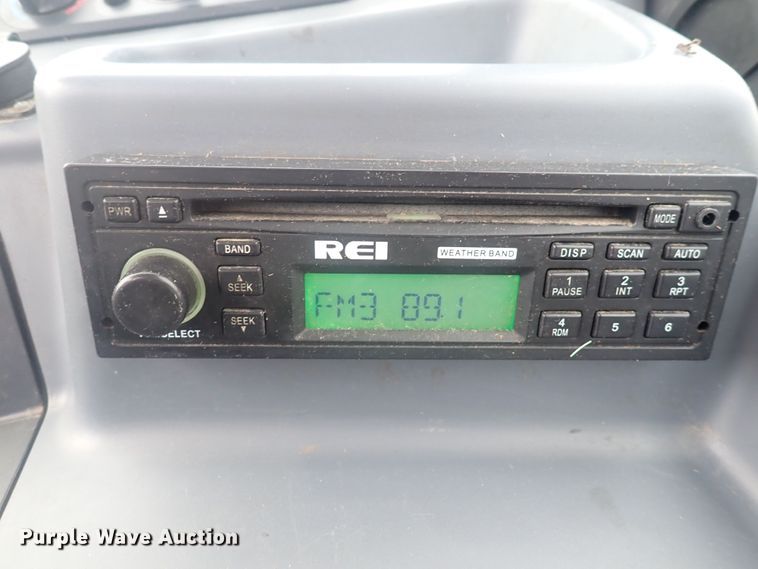 PWR
MODE
BAND
REI
WEATHER BAND
DISP
SCAN
AUTO
SEEK
1
PAUSE
2
INT
3
RPT
FM3 89.1
SEEK
4
RDM
5
6
SELECT
Purple Wave Auction